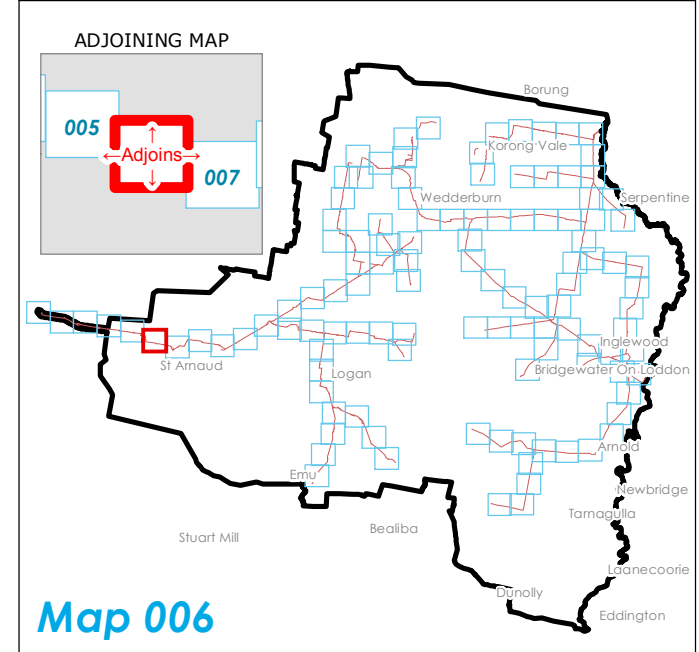 ADJOINING MAP
005
Adjoins
007
Borung
Korong Vale
Wedderburn
Serpentine
St Arnaud
Logan
Inglewood
Bridgewater On Loddon
Arnold
Emu
Newbridge
Tarnagulla
Stuart Mill
Bealiba
Laanecoorie
Dunolly
Eddington
Map 006